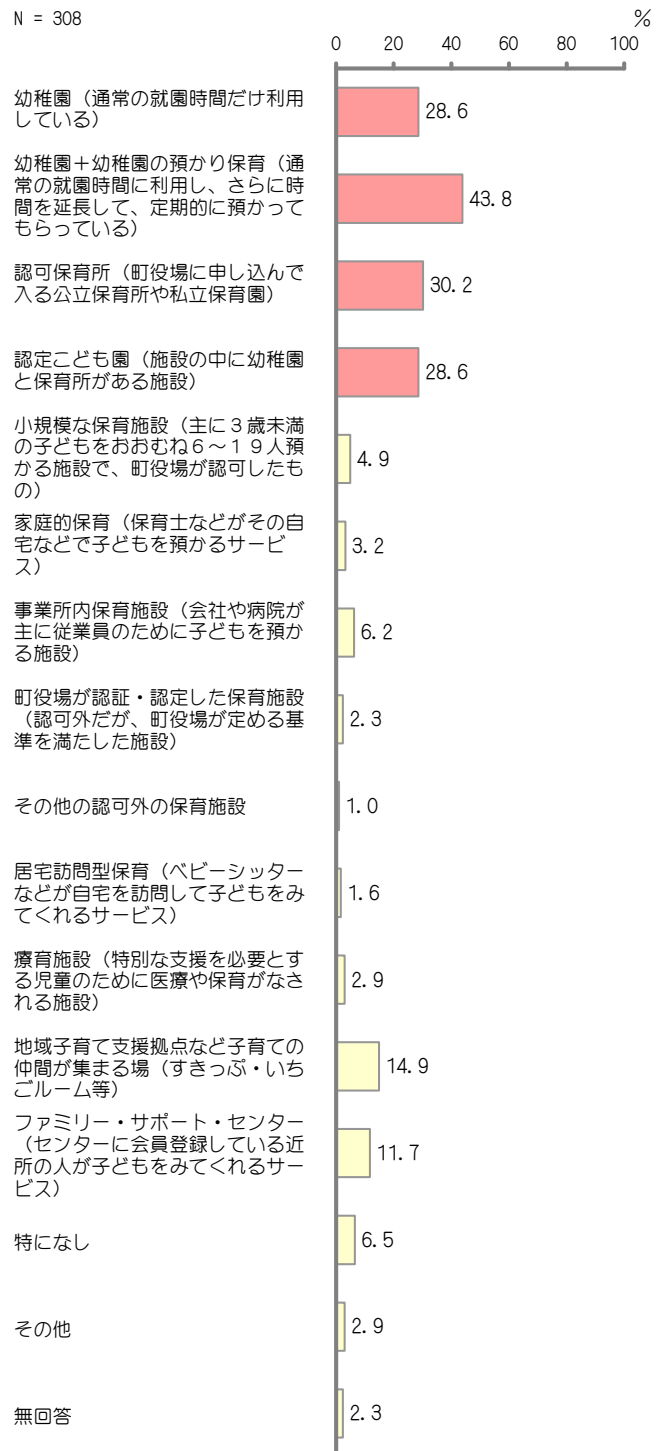 N = 308
%
0 20 40 60 80 100
幼稚園（通常の就園時間だけ利用
している）
28.6
幼稚園＋幼稚園の預かり保育（通
常の就園時間に利用し、さらに時
間を延長して、定期的に預かって
もらっている）
43.8
認可保育所（町役場に申し込んで
入る公立保育所や私立保育園）
30.2
認定こども園（施設の中に幼稚園
と保育所がある施設）
28.6
小規模な保育施設（主に３歳未満
の子どもをおおむね６～１９人預
かる施設で、町役場が認可したも
の）
4.9
家庭的保育（保育士などがその自
宅などで子どもを預かるサービ
ス）
3.2
事業所内保育施設（会社や病院が
主に従業員のために子どもを預か
る施設）
6.2
町役場が認証・認定した保育施設
（認可外だが、町役場が定める基
準を満たした施設）
2.3
その他の認可外の保育施設
1.0
居宅訪問型保育（ベビーシッター
などが自宅を訪問して子どもをみ
てくれるサービス）
1.6
療育施設（特別な支援を必要とす
る児童のために医療や保育がなさ
れる施設）
2.9
地域子育て支援拠点など子育ての
仲間が集まる場（すきっぷ・いち
ごルーム等）
14.9
ファミリー・サポート・センター
（センターに会員登録している近
所の人が子どもをみてくれるサー
ビス）
11.7
特になし
6.5
その他
2.9
無回答
2.3